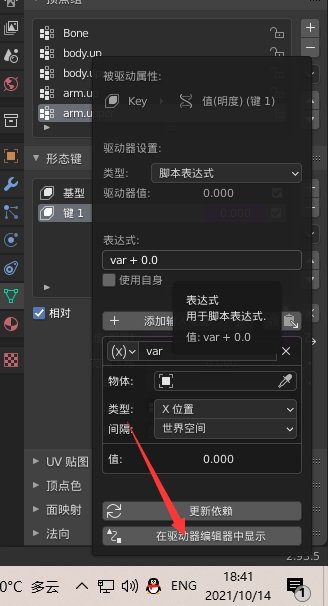 顶点组
Bone
body.up
body.
arm.u
arm.up
被驱动属性:
Key
值(明度) (键 1)
驱动器设置:
类型:
脚本表达式
驱动器值:
0.000
形态键
基型
键 1
0.000
表达式:
var + 0.0
使用自身
相对
添加输
表达式
用于脚本表达式.
值: var + 0.0
(x)
var
物体:
类型:
X 位置
间隔:
世界空间
值:
0.000
UV 贴图
顶点色
面映射
法向
更新依赖
在驱动器编辑器中显示
2.93.5
0°C 多云
ENG
18:41
2021/10/14
1